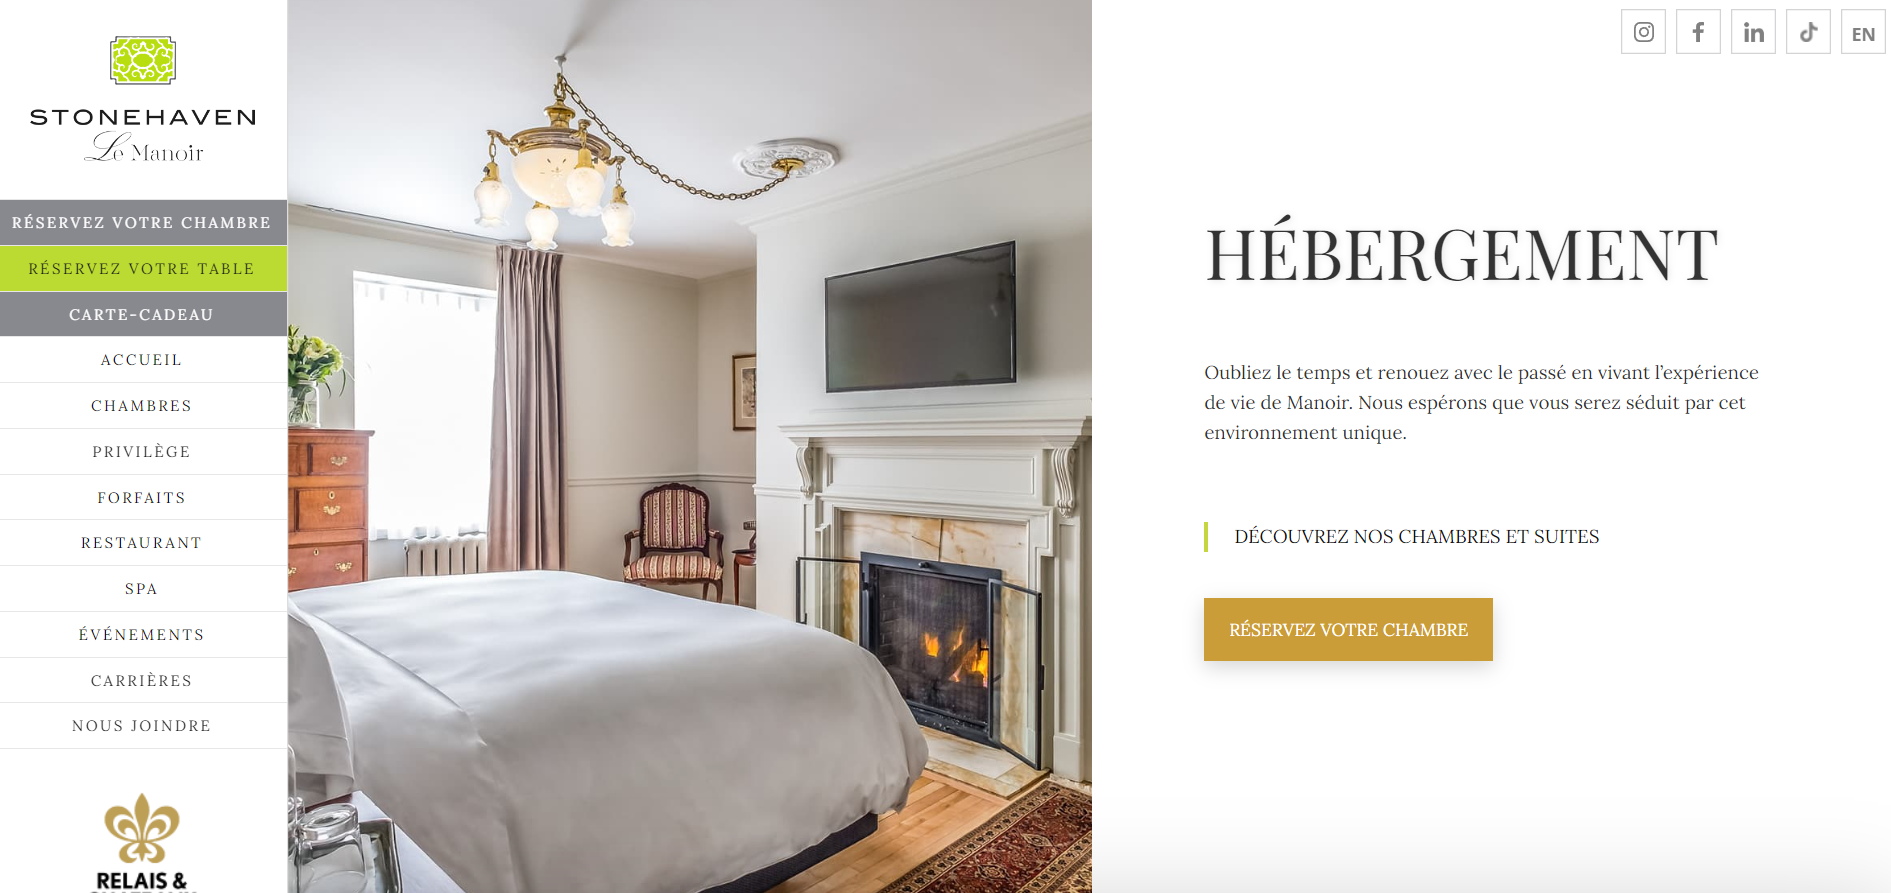 STONEHAVEN
Le Manoir
RÉSERVEZ VOTRE CHAMBRE
RÉSERVEZ VOTRE TABLE
CARTE-CADEAU
ACCUEIL
CHAMBRES
PRIVILÈGE
FORFAITS
RESTAURANT
SPA
ÉVÉNEMENTS
CARRIÈRES
NOUS JOINDRE
RELAIS &
EN
HÉBERGEMENT
Oubliez le temps et renouez avec le passé en vivant l’expérience
de vie de Manoir. Nous espérons que vous serez séduit par cet
environnement unique.
DÉCOUVREZ NOS CHAMBRES ET SUITES
RÉSERVEZ VOTRE CHAMBRE